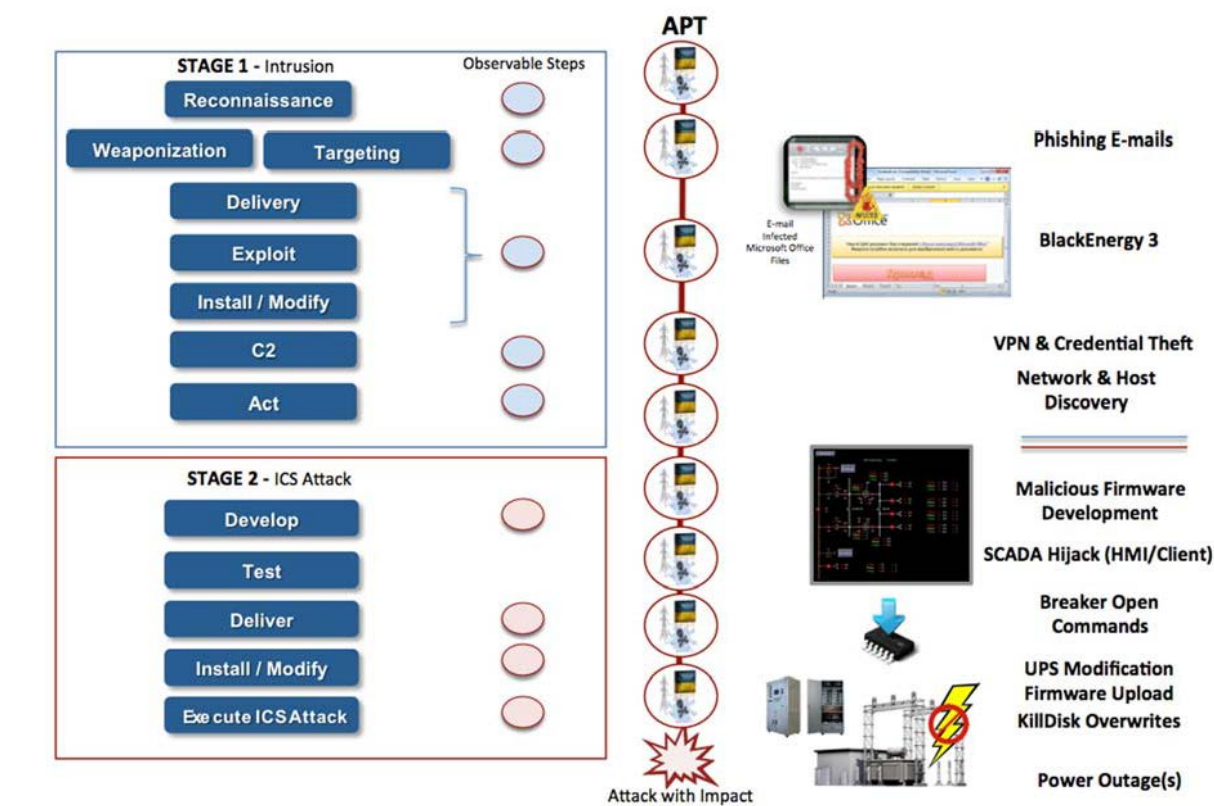 APT
STAGE 1 - Intrusion
Observable Steps
Reconnaissance
Weaponization
Targeting
Delivery
Exploit
Install / Modify
C2
Act
STAGE 2 - ICS Attack
Develop
Test
Deliver
Install / Modify
Execute ICSAttack
Attack with Impact
E-mail
Infected
Microsoft Office
Files
Office
Phishing E-mails
BlackEnergy 3
VPN & Credential Theft
Network & Host
Discovery
Malicious Firmware
Development
SCADA Hijack (HMI/Client)
Breaker Open
Commands
UPS Modification
Firmware Upload
KillDisk Overwrites
Power Outage(s)